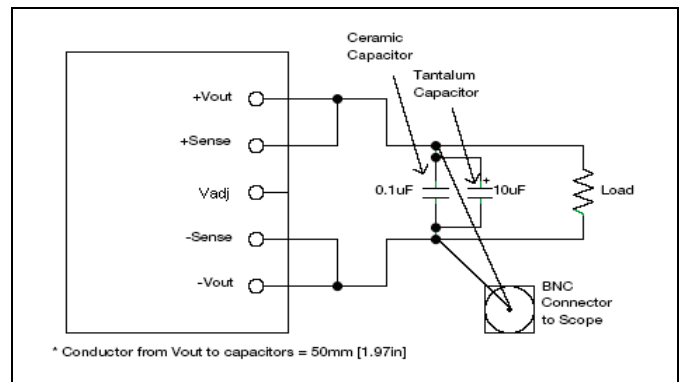 Ceramic
Capacitor
Tantalum
Capacitor
+Vout
+Sense
Vadj
-Sense
-Vout
0.1uF
+
10uF
Load
BNC
Connector
to Scope
* Conductor from Vout to capacitors = 50mm [1.97in]